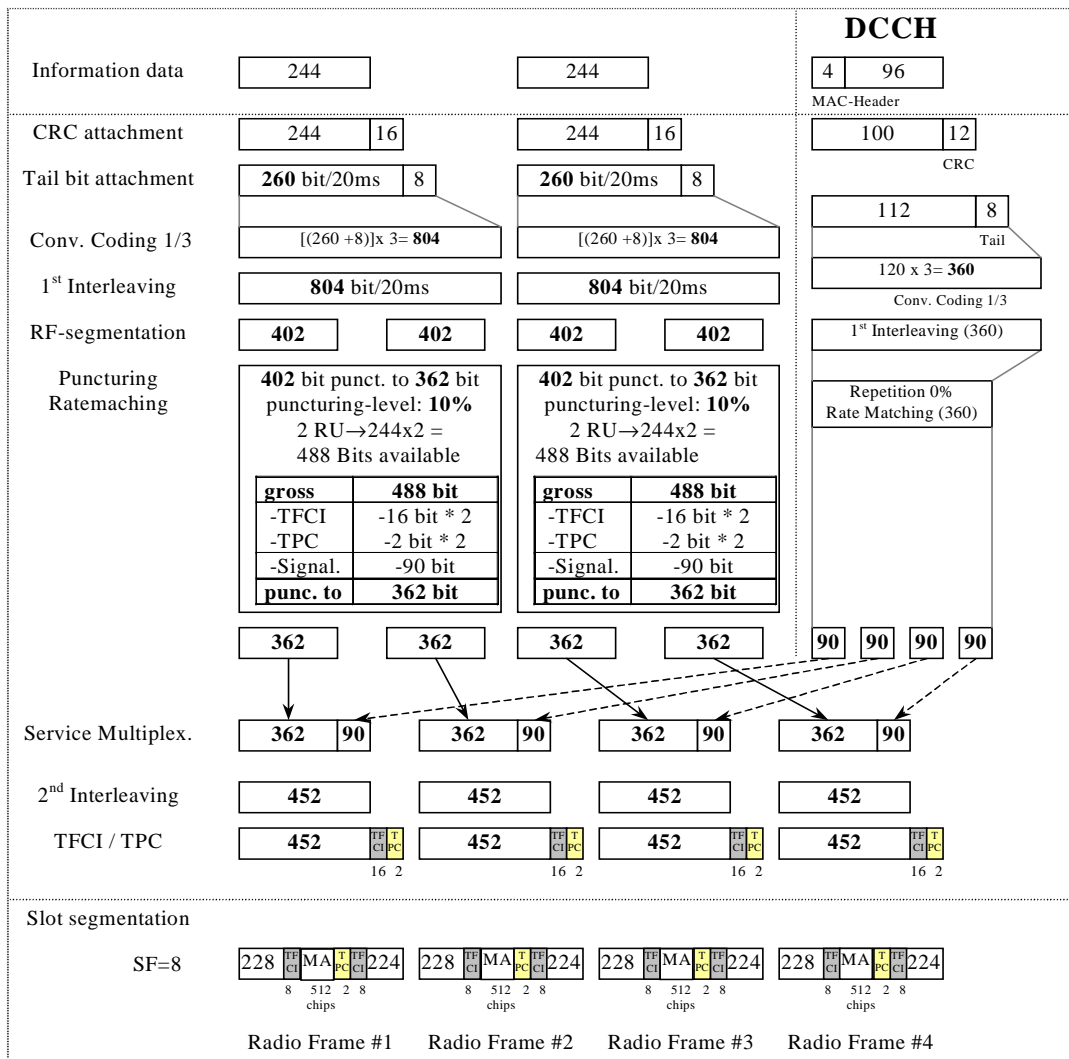 DCCH
Information data 244 244 4 96
MAC-Header
CRC attachment 244 16 244 16 100 12
CRC
Tail bit attachment 260 bit/20ms 8 260 bit/20ms 8
112 8
Tail
Conv. Coding 1/3 [(260 +8)]x 3= 804 [(260 +8)]x 3= 804
120 x 3= 360
Conv. Coding 1/3
1st Interleaving 804 bit/20ms 804 bit/20ms
RF-segmentation 402 402 402 402 1st Interleaving (360)
Puncturing
Ratemaching
402 bit punct. to 362 bit
puncturing-level: 10%
2 RU→244x2 =
488 Bits available
gross 488 bit
-TFCI -16 bit * 2
-TPC -2 bit * 2
-Signal. -90 bit
punc. to 362 bit
402 bit punct. to 362 bit
puncturing-level: 10%
2 RU→244x2 =
488 Bits available
gross 488 bit
-TFCI -16 bit * 2
-TPC -2 bit * 2
-Signal. -90 bit
punc. to 362 bit
Repetition 0%
Rate Matching (360)
362 362 362 362 90 90 90 90
Service Multiplex. 362 90 362 90 362 90 362 90
2nd Interleaving 452 452 452 452
TFCI / TPC 452 TF CI T PC 452 TF CI T PC 452 TF CI T PC 452 TF CI T PC
16 2 16 2 16 2 16 2
Slot segmentation
SF=8 228 TF CI MA T PC TF CI 224 228 TF CI MA T PC TF CI 224 228 TF CI MA T PC TF CI 224 228 TF CI MA T PC TF CI 224
8 512 2 8 8 512 2 8 8 512 2 8 8 512 2 8
chips chips chips chips
Radio Frame #1 Radio Frame #2 Radio Frame #3 Radio Frame #4